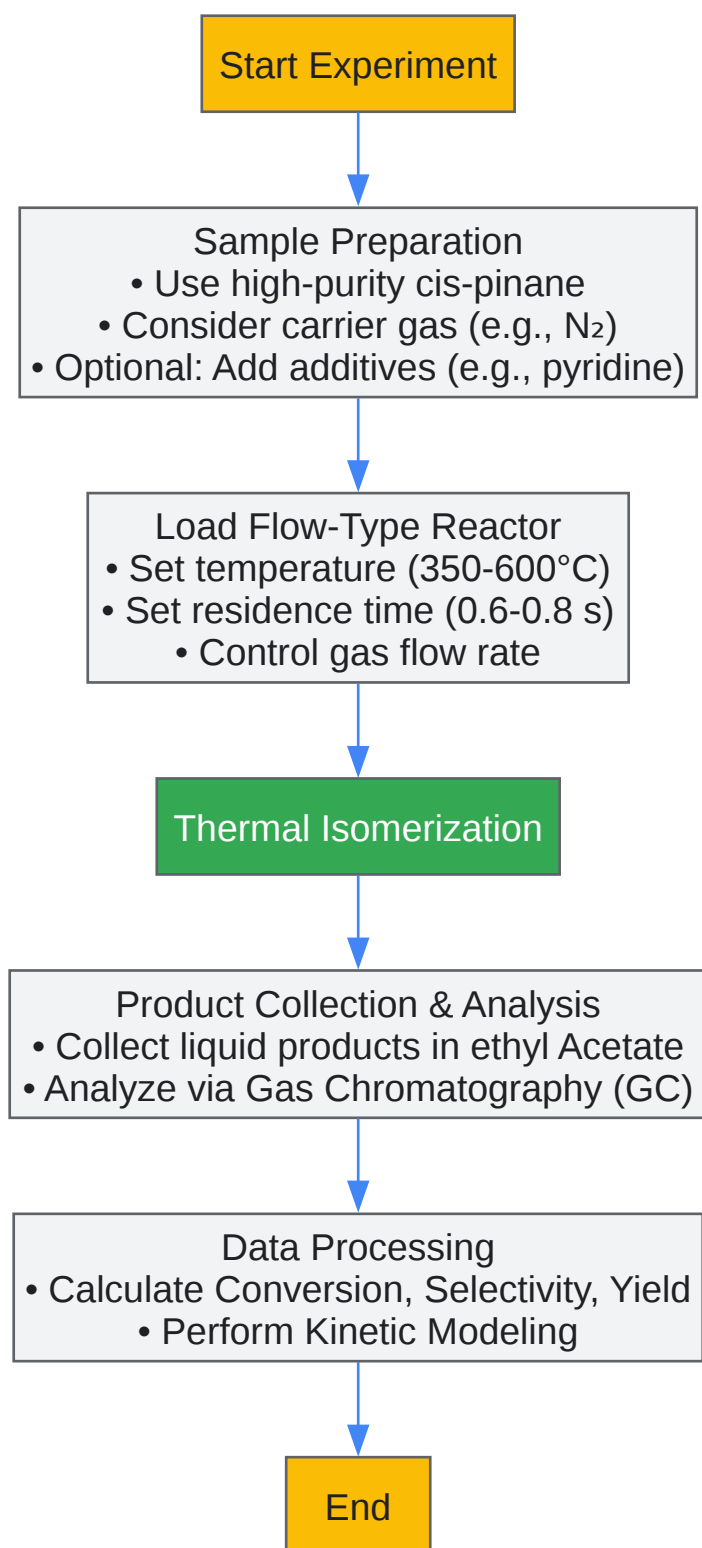 Start Experiment
Sample Preparation
• Use high-purity cis-pinane
• Consider carrier gas (e.g., N₂)
• Optional: Add additives (e.g., pyridine)
Load Flow-Type Reactor
• Set temperature (350-600°C)
• Set residence time (0.6-0.8 s)
• Control gas flow rate
Thermal Isomerization
Product Collection & Analysis
• Collect liquid products in ethyl Acetate
• Analyze via Gas Chromatography (GC)
Data Processing
• Calculate Conversion, Selectivity, Yield
• Perform Kinetic Modeling
End